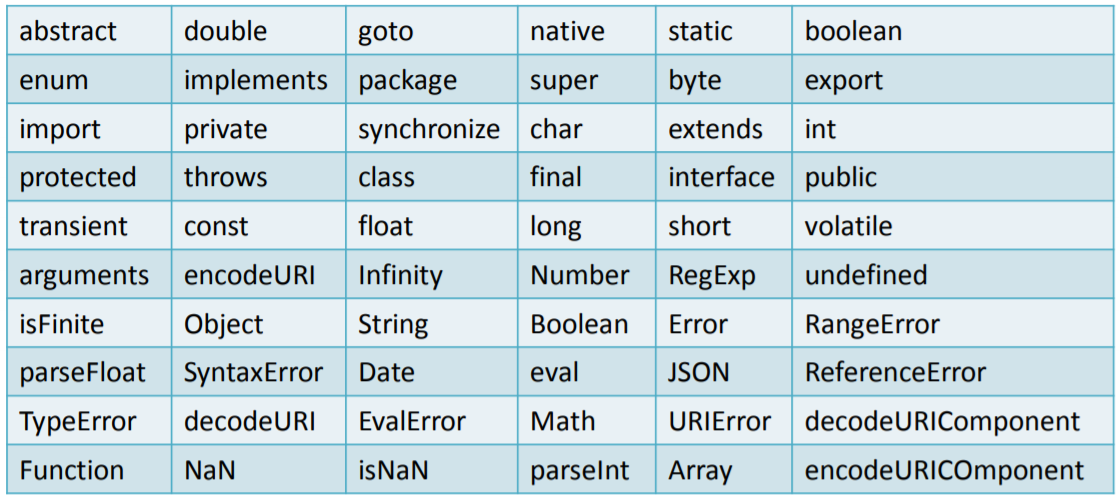 abstract double goto native static boolean
enum implements package super byte export
import private synchronize char extends int
protected throws class final interface public
transient const float long short volatile
arguments encodeURI Infinity Number RegExp undefined
isFinite Object String Boolean Error RangeError
parseFloat SyntaxError Date eval JSON ReferenceError
TypeError decodeURI EvalError Math URIError decodeURIComponent
Function NaN isNaN parseInt Array encodeURICOmponent